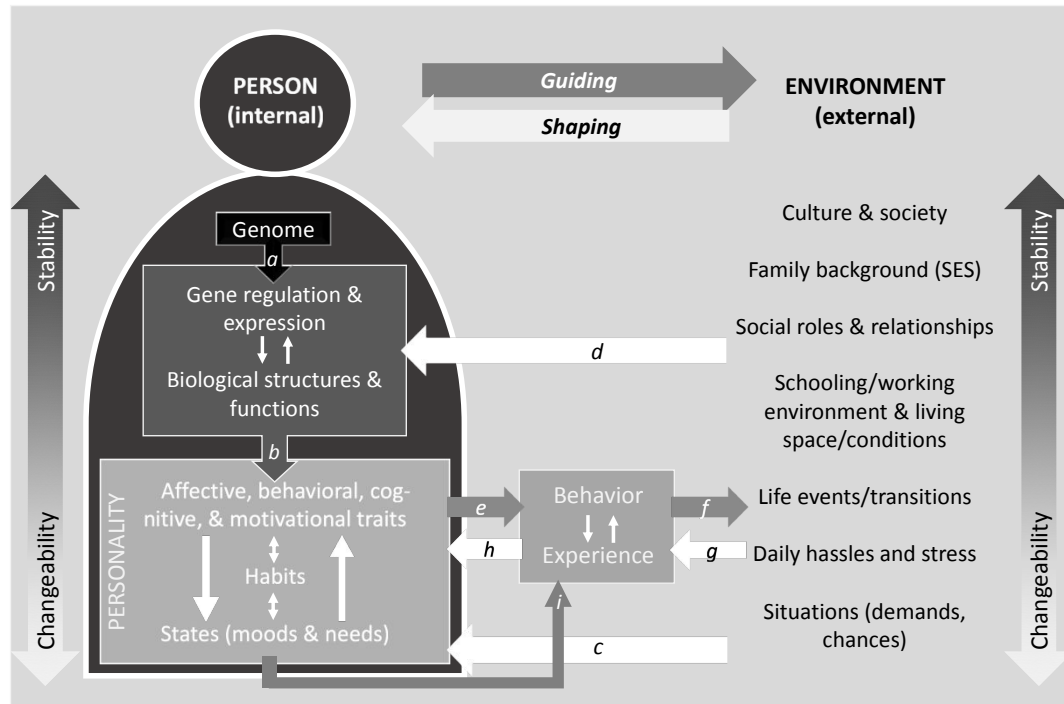 PERSON
(internal)
Guiding
Shaping
ENVIRONMENT
(external)
Stability
Changeability
Genome
a
Gene regulation &
expression
Biological structures &
functions
b
PERSONALITY
Affective, behavioral, cog-
nitive, & motivational traits
Habits
States (moods & needs)
d
e
h
Behavior
Experience
f
g
i
c
Culture & society
Family background (SES)
Social roles & relationships
Schooling/working
environment & living
space/conditions
Life events/transitions
Daily hassles and stress
Situations (demands,
chances)
Stability
Changeability